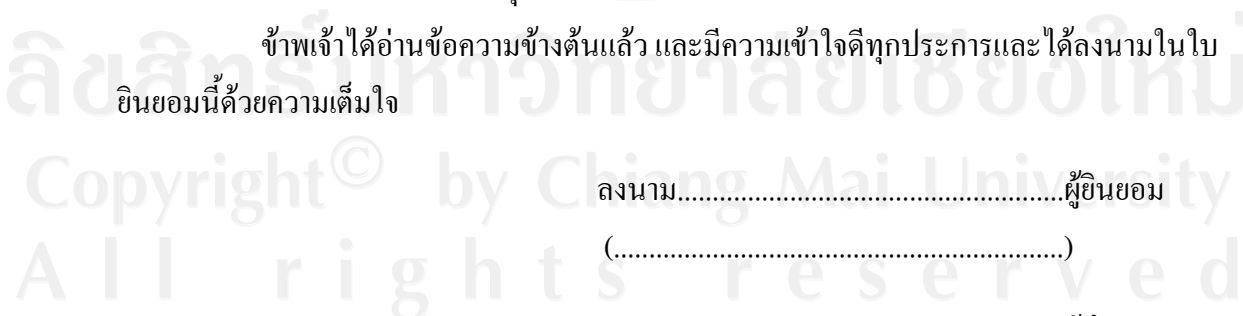 ข้าพเจ้าได้อ่านข้อความข้างต้นแล้ว และมีความเข้าใจดีทุกประการและ ได้ลงนามในใบ
ลิขสิทธิ์มหาวิทยาลัยเชียงใหม่
ยินยอมนี้ด้วยความเต็มใจ
Copyright© by Chiang Mai University
ลงนาม.......................................................ผู้ยินยอม
(................................................................)
All rights reserved